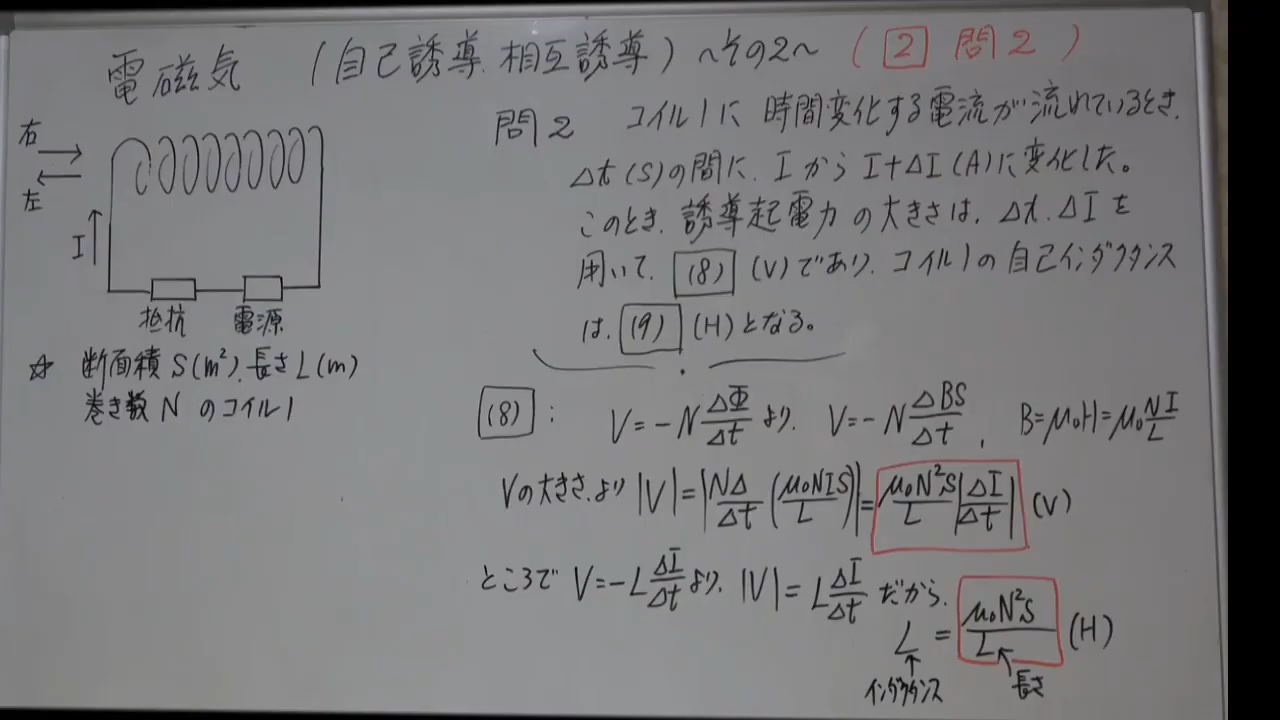 電磁気 (自己誘導.相互誘導) ~その2~ (2 問2)
右
左
I
抵抗 電源
☆ 断面積 S(m²).長さL(m)
巻き数 N のコイル1
問2 コイル1に 時間変化する電流が流れているとき.
Δt(S)の間に. I から I+ΔI(A)に変化した。
このとき. 誘導起電力の大きさは. Δt.ΔIを
用いて. (8) (V)であり. コイル1の自己インダクタンス
は. (9) (H)となる。
(8) : V=-N ΔΦ/Δt より. V=-N ΔBS/Δt , B=μ₀H=μ₀ NI/L
Vの大きさ.より |V|=|NΔ/Δt (μ₀NIS/L)|= μ₀N²S/L |ΔI/Δt| (V)
ところで V=-L ΔI/Δt より. |V|=L ΔI/Δt だから.
L = μ₀N²S/L (H)
インダクタンス 長さ